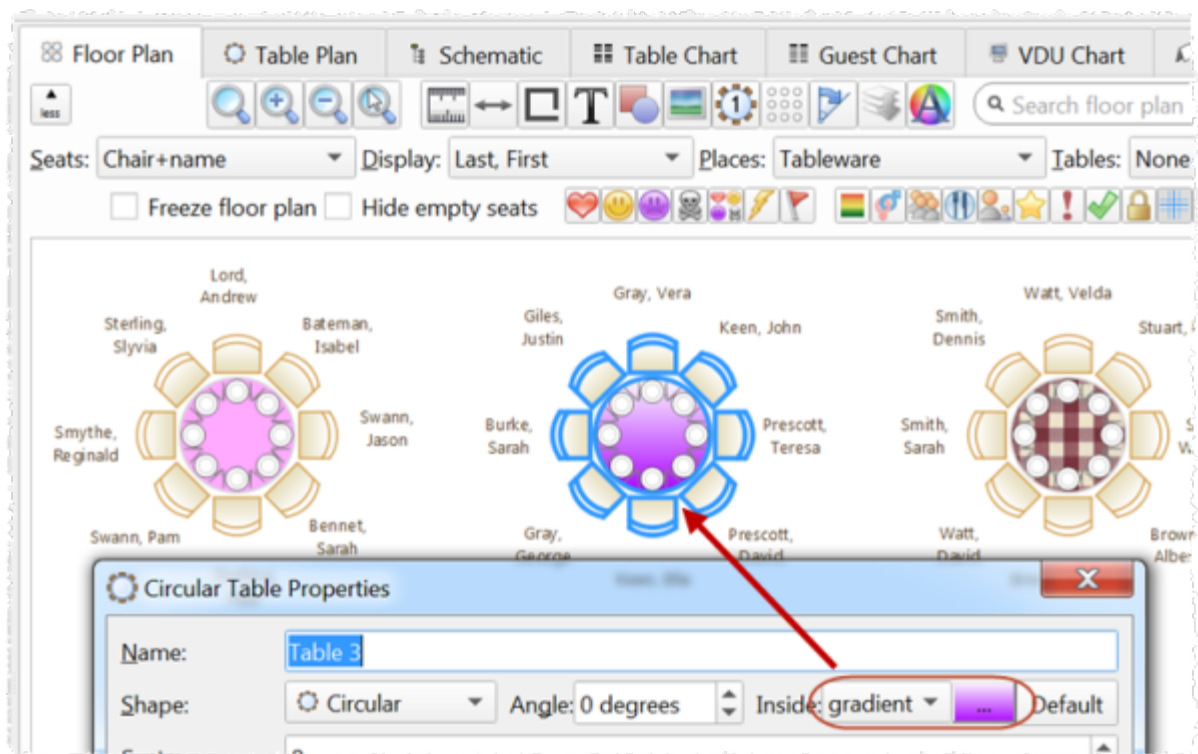 Floor Plan Table Plan Schematic Table Chart Guest Chart VDU Chart
less T 1 Search floor plan
Seats: Chair+name Display: Last, First Places: Tableware Tables: None
Freeze floor plan Hide empty seats
Lord,
Andrew
Sterling,
Slyvia
Bateman,
Isabel
Smythe,
Reginald
Swann,
Jason
Swann, Pam
Bennet,
Sarah
Gray, Vera
Giles,
Justin
Keen, John
Burke,
Sarah
Prescott,
Teresa
Gray,
George
Prescott,
David
Watt, Velda
Smith,
Dennis
Stuart,
Smith,
Sarah
Watt,
David
Circular Table Properties
Name: Table 3
Shape: Circular Angle: 0 degrees Inside: gradient ... Default